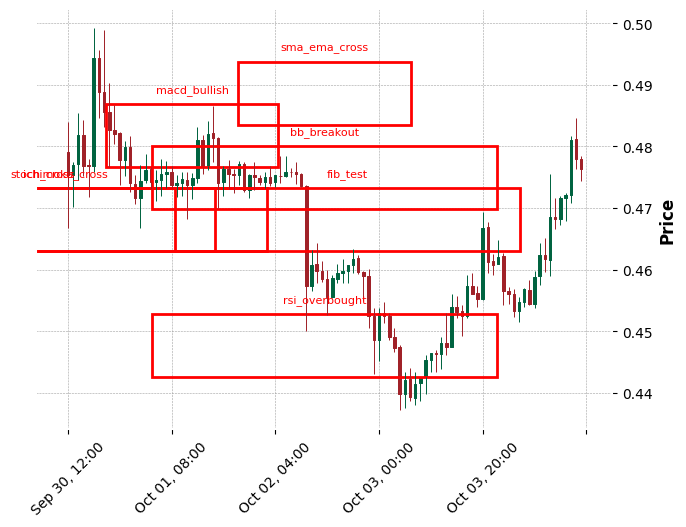 0.50
sma_ema_cross
0.49
macd_bullish
bb_breakout
0.48
fib_test
0.47
0.46
rsi_overbought
0.45
0.44
Price
Sep 30, 12:00
Oct 01, 08:00
Oct 02, 04:00
Oct 03, 00:00
Oct 03, 20:00